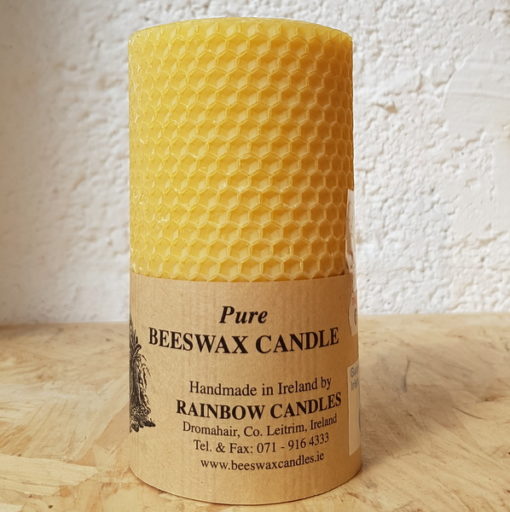 Pure
BEESWAX CANDLE
Handmade in Ireland by
RAINBOW CANDLES
Dromahair, Co. Leitrim, Ireland
Tel. & Fax: 071 - 916 4333
www.beeswaxcandles.ie